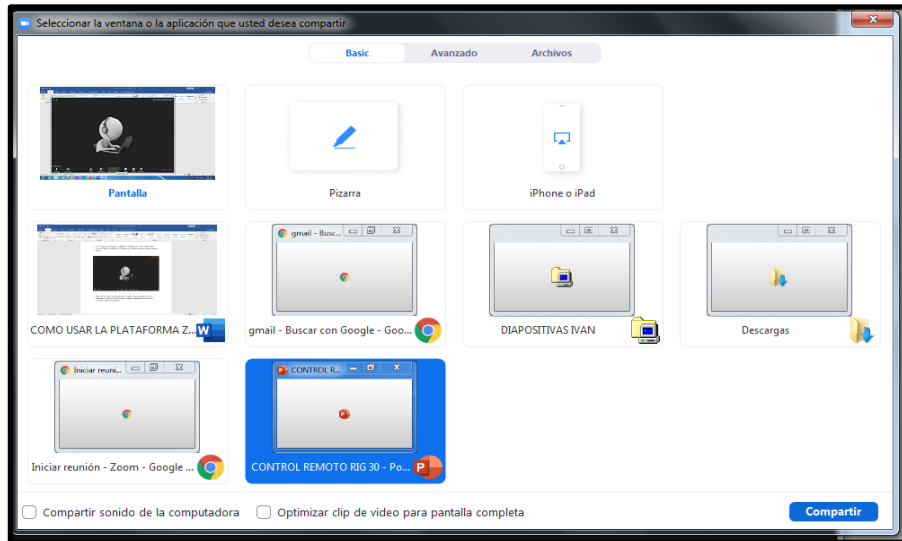 Seleccionar la ventana o la aplicación que usted desea compartir
Basic Avanzado Archivos
Pantalla Pizarra iPhone o iPad
gmail - Busc...
COMO USAR LA PLATAFORMA Z... gmail - Buscar con Google - Goo... DIAPOSITIVAS IVAN Descargas
Iniciar reuni... CONTROL R...
Iniciar reunión - Zoom - Google ... CONTROL REMOTO RIG 30 - Po...
Compartir sonido de la computadora Optimizar clip de video para pantalla completa Compartir